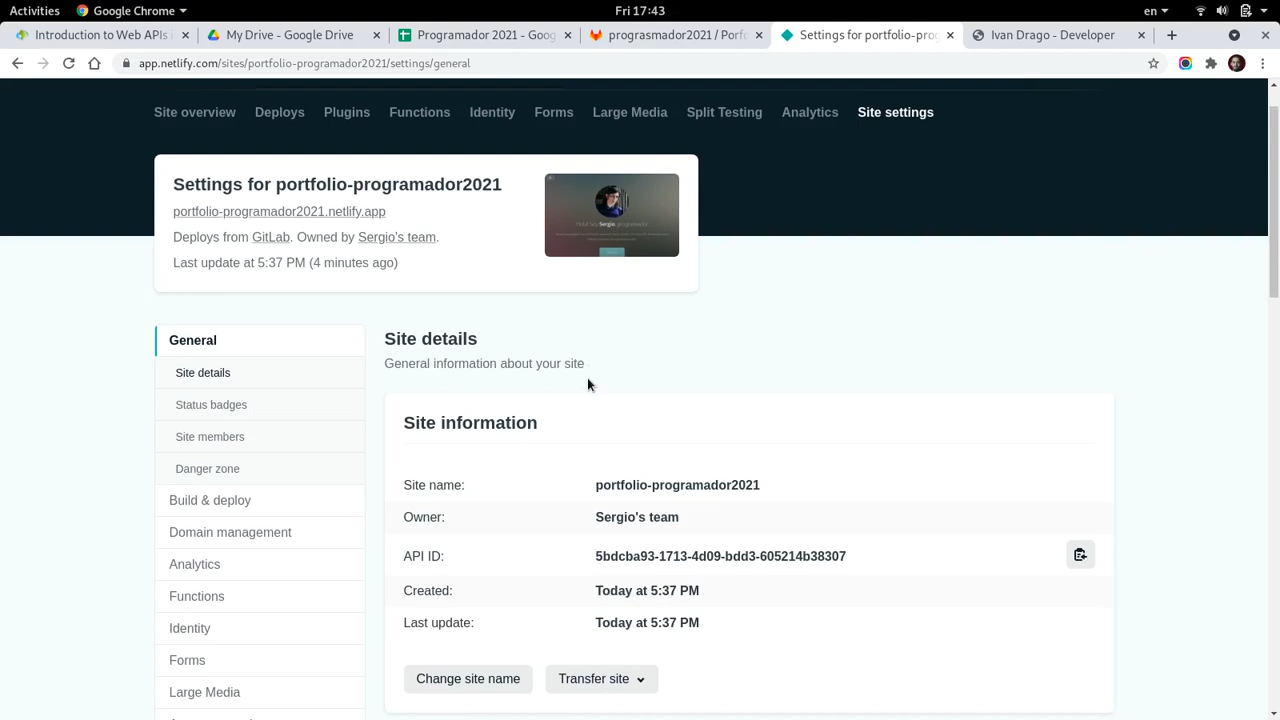 Activities Google Chrome Fri 17:43 en
Introduction to Web APIs My Drive - Google Drive Programador 2021 - Goog prograsmador2021 / Porfo Settings for portfolio-prog Ivan Drago - Developer
app.netlify.com/sites/portfolio-programador2021/settings/general
Site overview Deploys Plugins Functions Identity Forms Large Media Split Testing Analytics Site settings
Settings for portfolio-programador2021
portfolio-programador2021.netlify.app
Deploys from GitLab. Owned by Sergio's team.
Last update at 5:37 PM (4 minutes ago)
General
Site details
Status badges
Site members
Danger zone
Build & deploy
Domain management
Analytics
Functions
Identity
Forms
Large Media
Site details
General information about your site
Site information
Site name: portfolio-programador2021
Owner: Sergio's team
API ID: 5bdcba93-1713-4d09-bdd3-605214b38307
Created: Today at 5:37 PM
Last update: Today at 5:37 PM
Change site name Transfer site